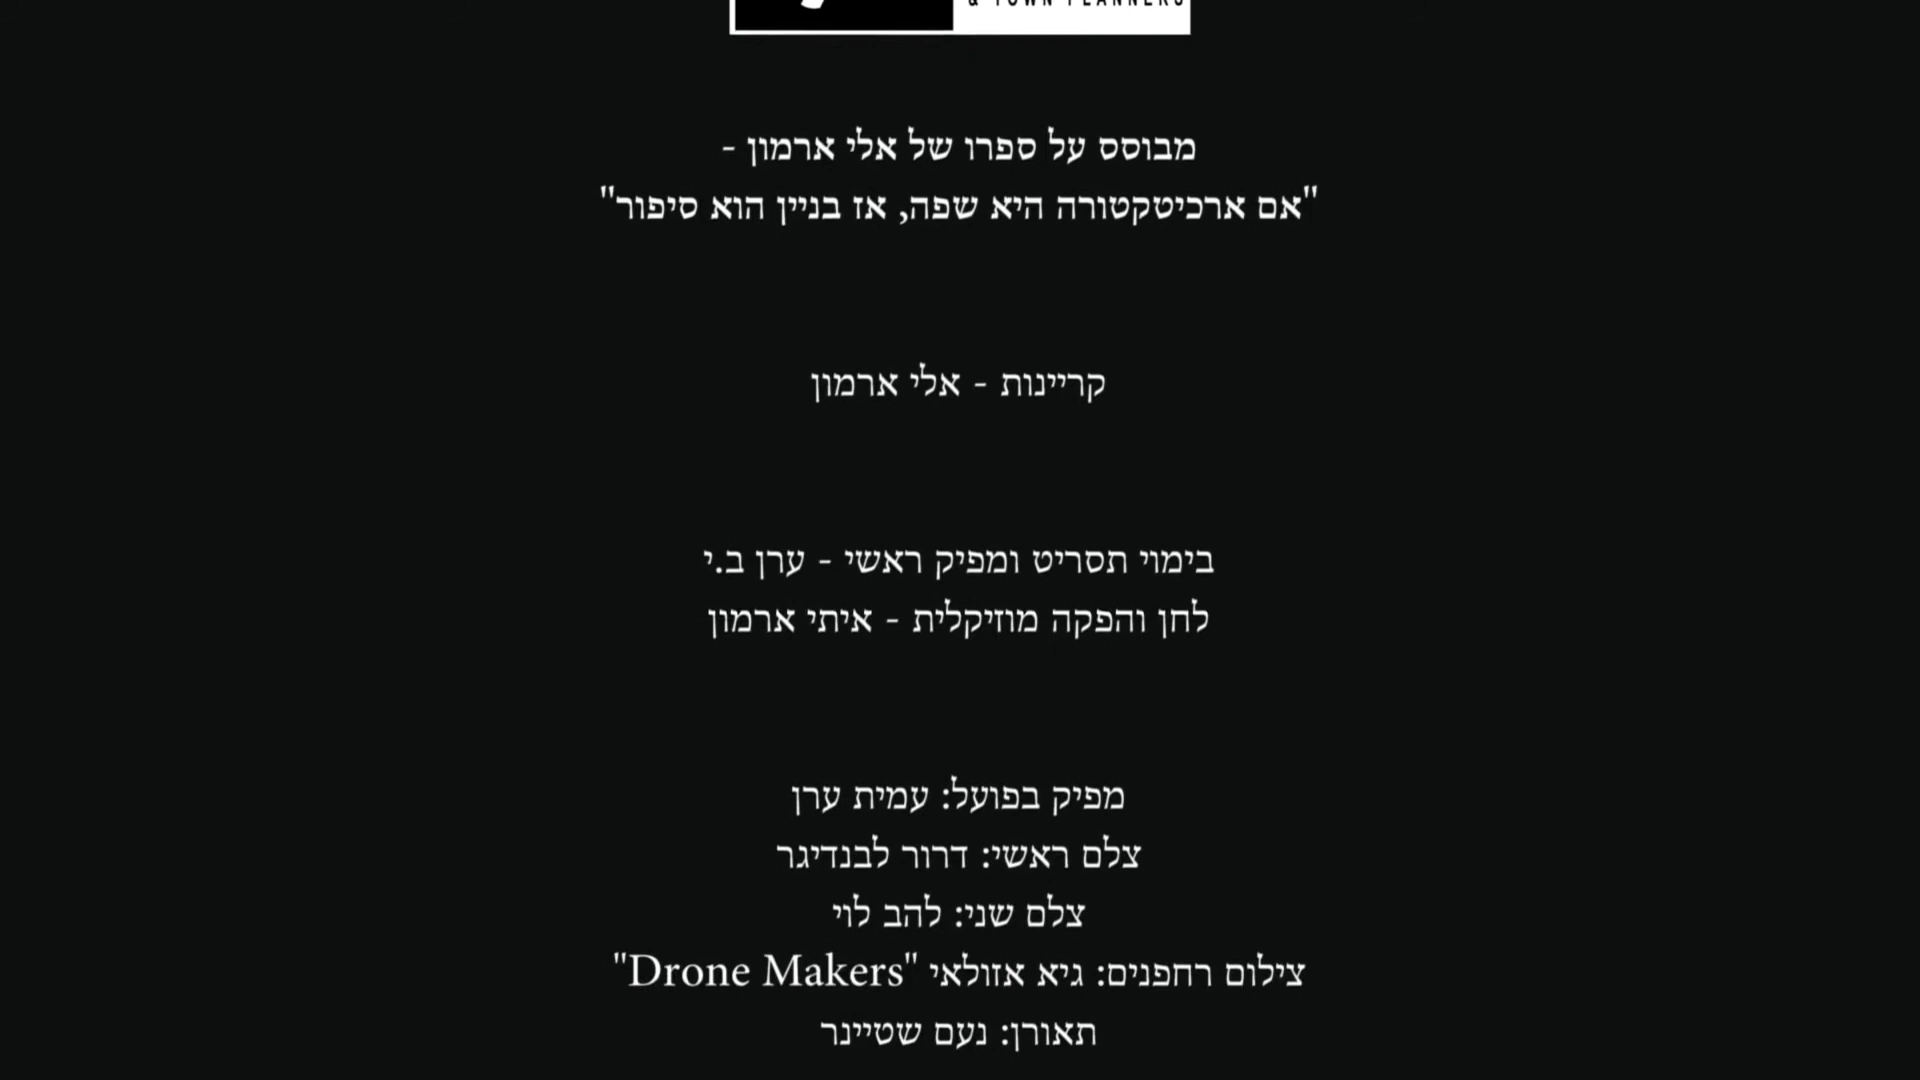 & TOWN PLANNERS
מבוסס על ספרו של אלי ארמון -
"אם ארכיטקטורה היא שפה, אז בניין הוא סיפור"
קריינות - אלי ארמון
בימוי תסריט ומפיק ראשי - ערן ב.י
לחן והפקה מוזיקלית - איתי ארמון
מפיק בפועל: עמית ערן
צלם ראשי: דרור לבנדיגר
צלם שני: להב לוי
צילום רחפנים: גיא אזולאי "Drone Makers"
תאורן: נעם שטיינר